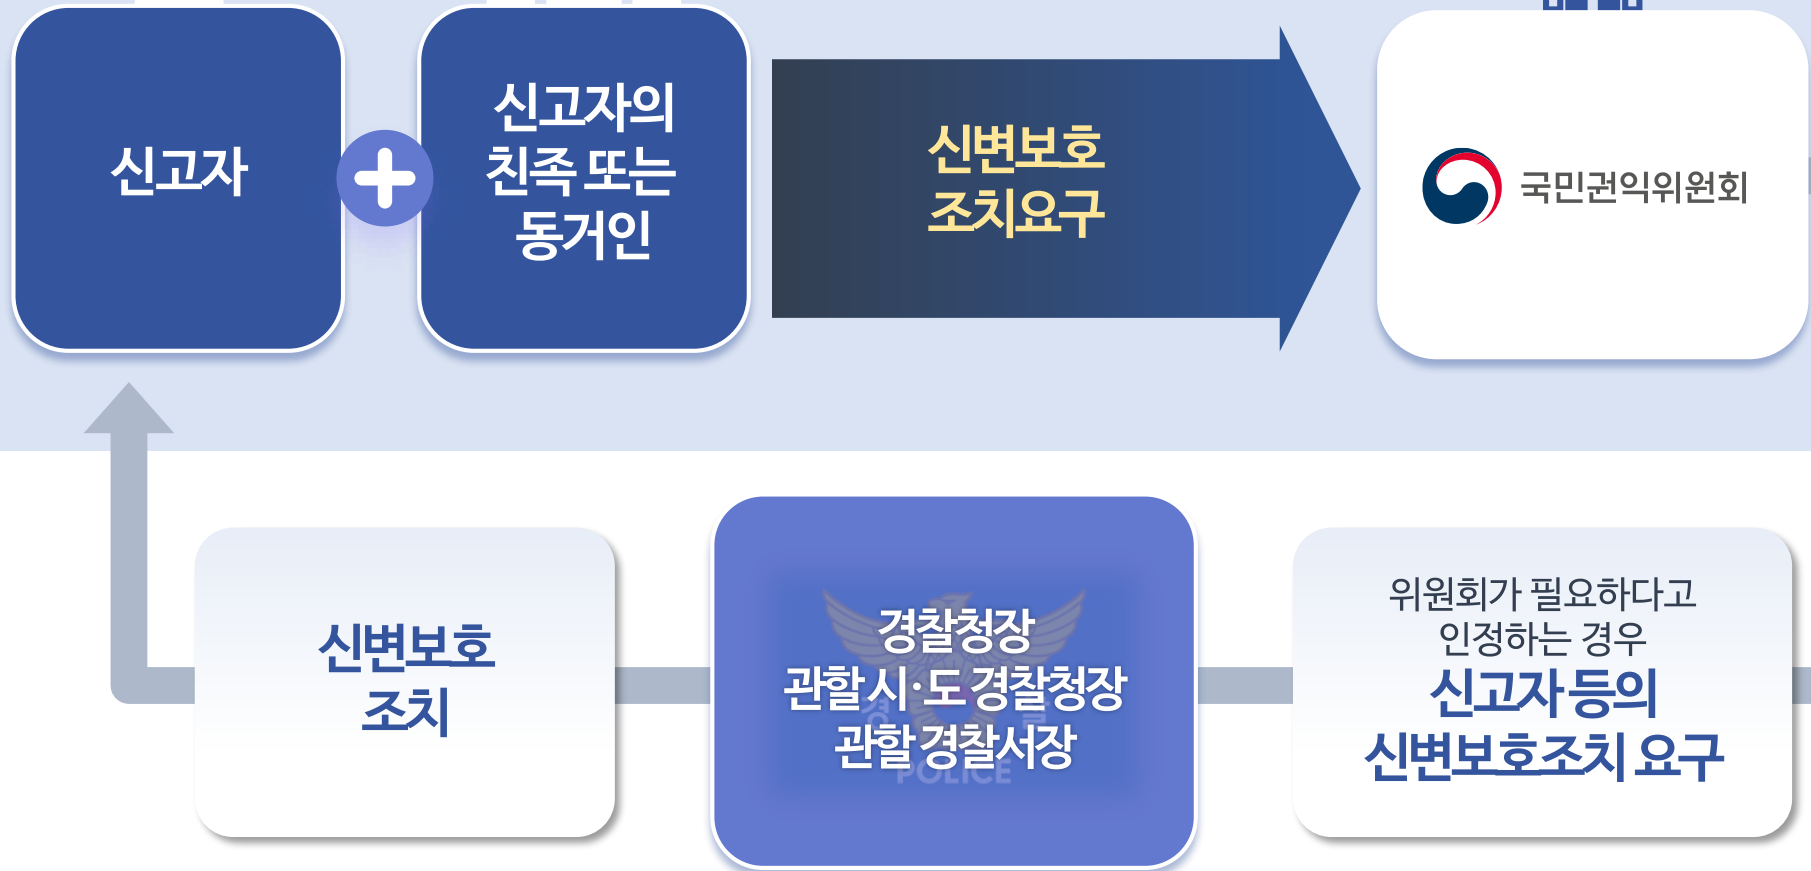 신고자
신고자의
친족 또는
동거인
신변보호
조치요구
국민권익위원회
신변보호
조치
경찰청장
관할 시·도 경찰청장
관할 경찰서장
경 찰
POLICE
위원회가 필요하다고
인정하는 경우
신고자 등의
신변보호조치 요구